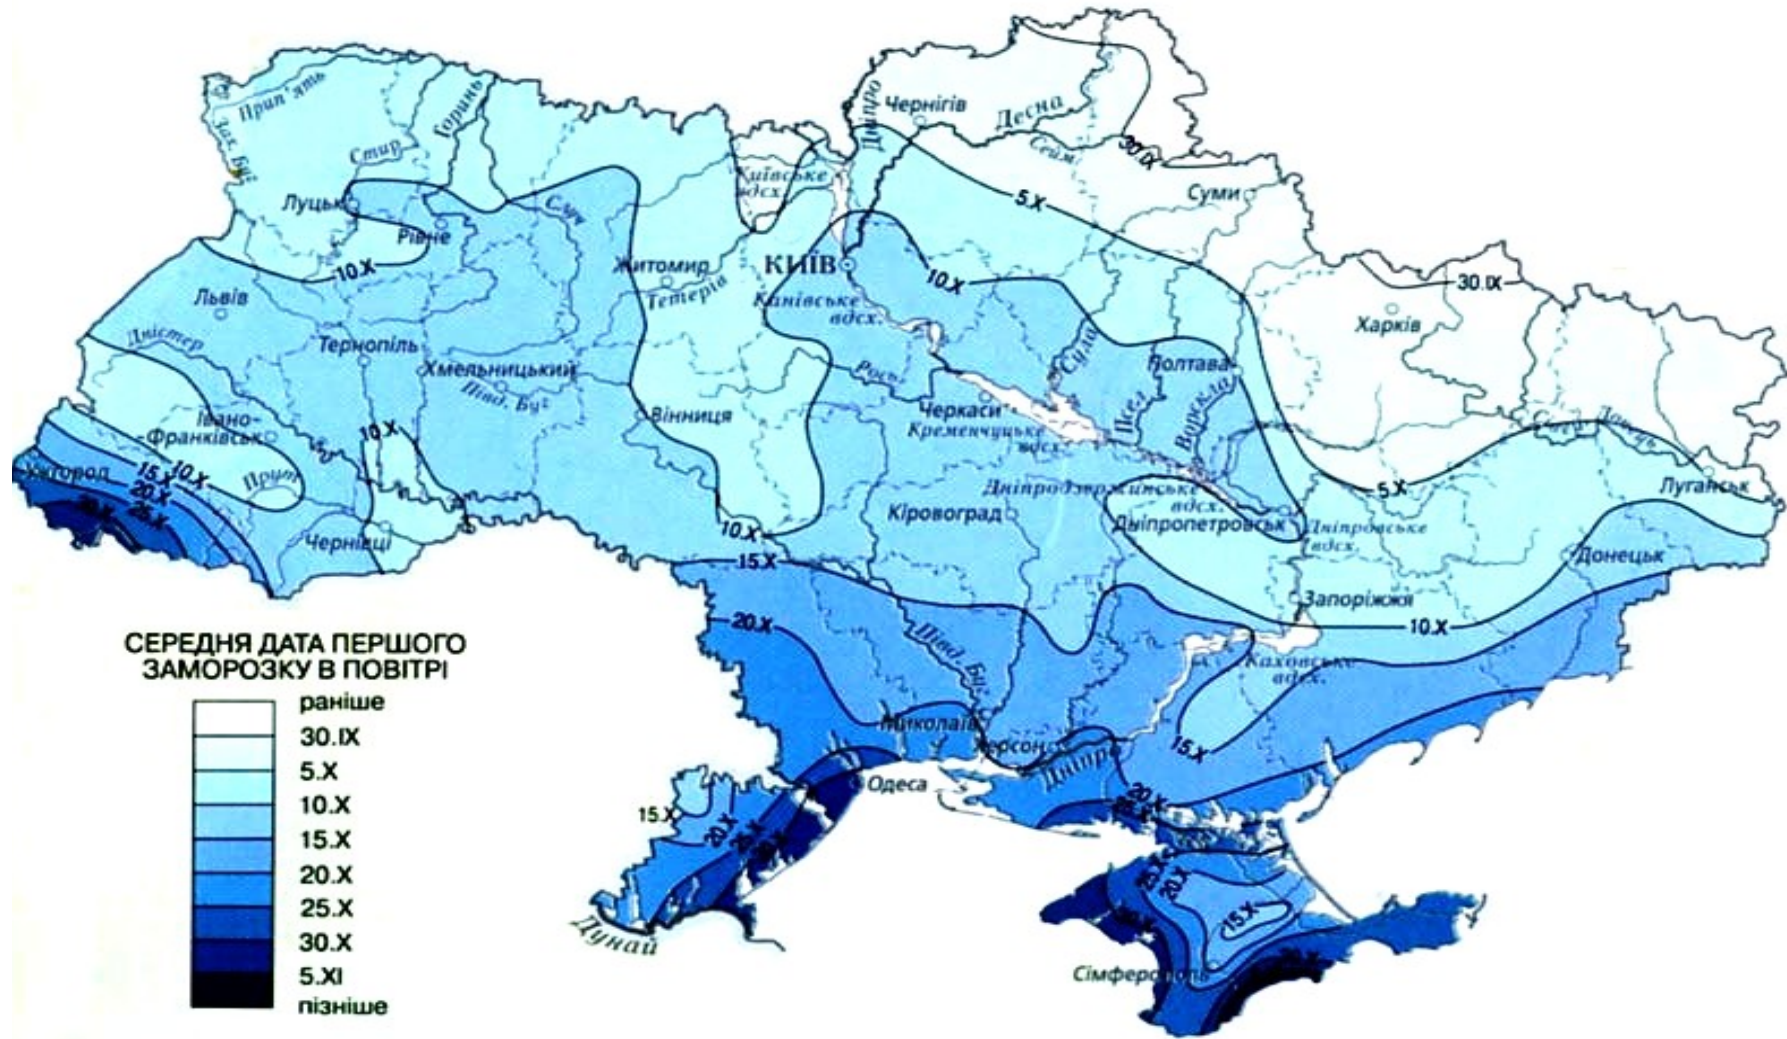 Чернігів
Десна
Дніпро
Прип'ять
Горинь
Зах. Буг
Стир
Сейм
30.IX
Київське
вдсх.
Суми
5.X
Луцьк
Случ
Рівне
10.X
Житомир
КИЇВ
Тетерів
10.X
30.IX
Львів
Канівське
вдсх.
Харків
Дністер
Тернопіль
Сула
Полтава
Хмельницький
Рось
Півд. Буг
Псел
Ворскла
Вінниця
Черкаси
Кременчуцьке
вдсх.
Івано-
Франківськ
10.X
Донець
Ужгород
15.X
10.X
20.X
25.X
Прут
5.X
Луганськ
Дніпродзержинське
вдсх.
Кіровоград
Дніпропетровськ
Дніпровське
вдсх.
10.X
Чернівці
Донецьк
15.X
Запоріжжя
20.X
10.X
Півд. Буг
Каховське
вдсх.
СЕРЕДНЯ ДАТА ПЕРШОГО
ЗАМОРОЗКУ В ПОВІТРІ
раніше
30.IX
5.X
10.X
15.X
20.X
25.X
30.X
5.XI
пізніше
Миколаїв
Херсон
Дніпро
15.X
Одеса
20.X
25.X
15.X
20.X
25.X
25.X
20.X
15.X
Дунай
Сімферополь